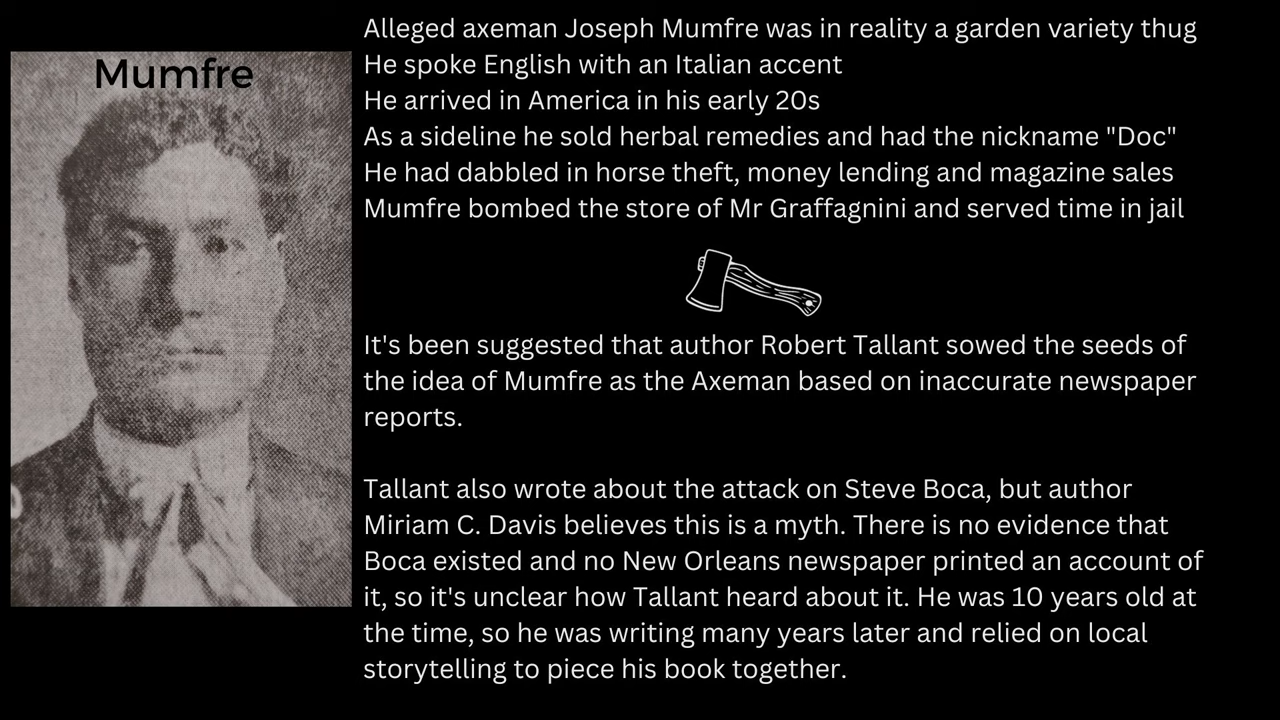 Mumfre
Alleged axeman Joseph Mumfre was in reality a garden variety thug
He spoke English with an Italian accent
He arrived in America in his early 20s
As a sideline he sold herbal remedies and had the nickname "Doc"
He had dabbled in horse theft, money lending and magazine sales
Mumfre bombed the store of Mr Graffagnini and served time in jail
It's been suggested that author Robert Tallant sowed the seeds of
the idea of Mumfre as the Axeman based on inaccurate newspaper
reports.
Tallant also wrote about the attack on Steve Boca, but author
Miriam C. Davis believes this is a myth. There is no evidence that
Boca existed and no New Orleans newspaper printed an account of
it, so it's unclear how Tallant heard about it. He was 10 years old at
the time, so he was writing many years later and relied on local
storytelling to piece his book together.